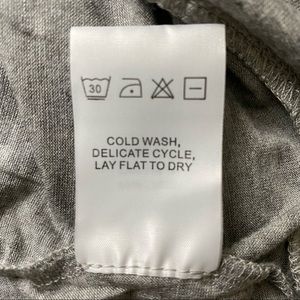 30
COLD WASH,
DELICATE CYCLE,
LAY FLAT TO DRY